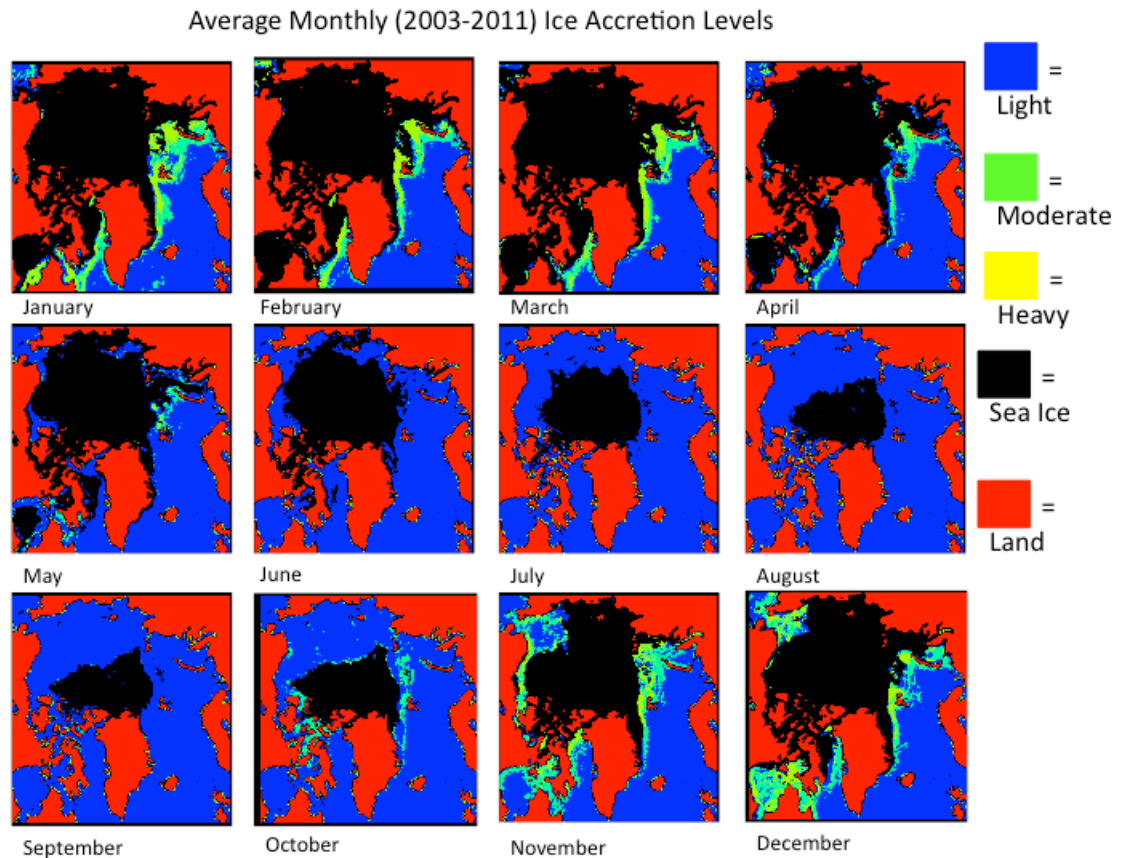 Average Monthly (2003-2011) Ice Accretion Levels
=
Light
=
Moderate
=
Heavy
=
Sea Ice
=
Land
January
February
March
April
May
June
July
August
September
October
November
December